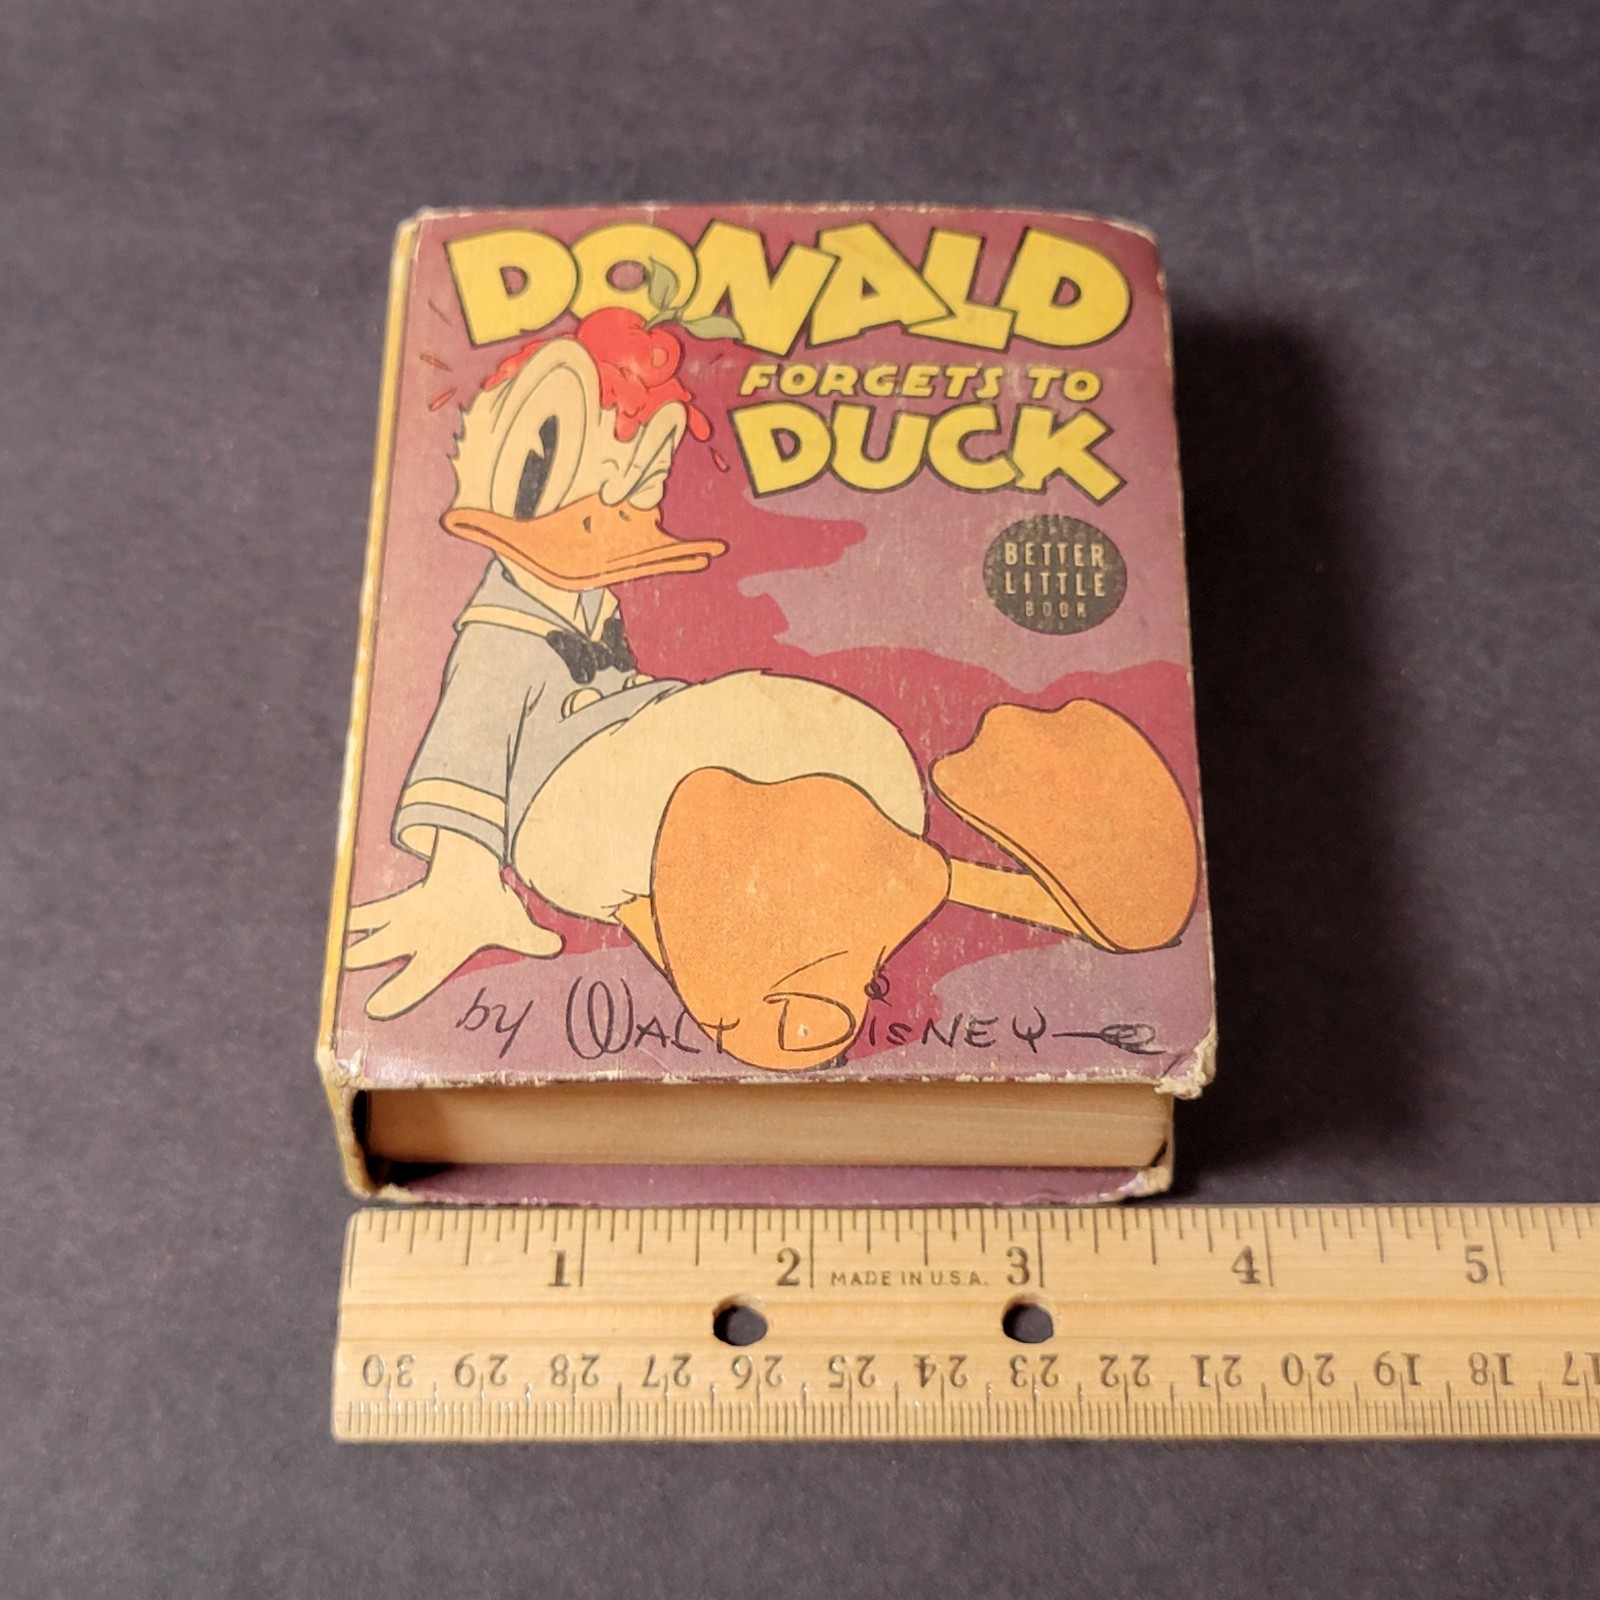 DONALD
FORGETS TO
DUCK
BETTER
LITTLE
BOOK
by WALT DISNEY
1 2 MADE IN U.S.A. 3 4 5
30 29 28 27 26 25 24 23 22 21 20 19 18 17